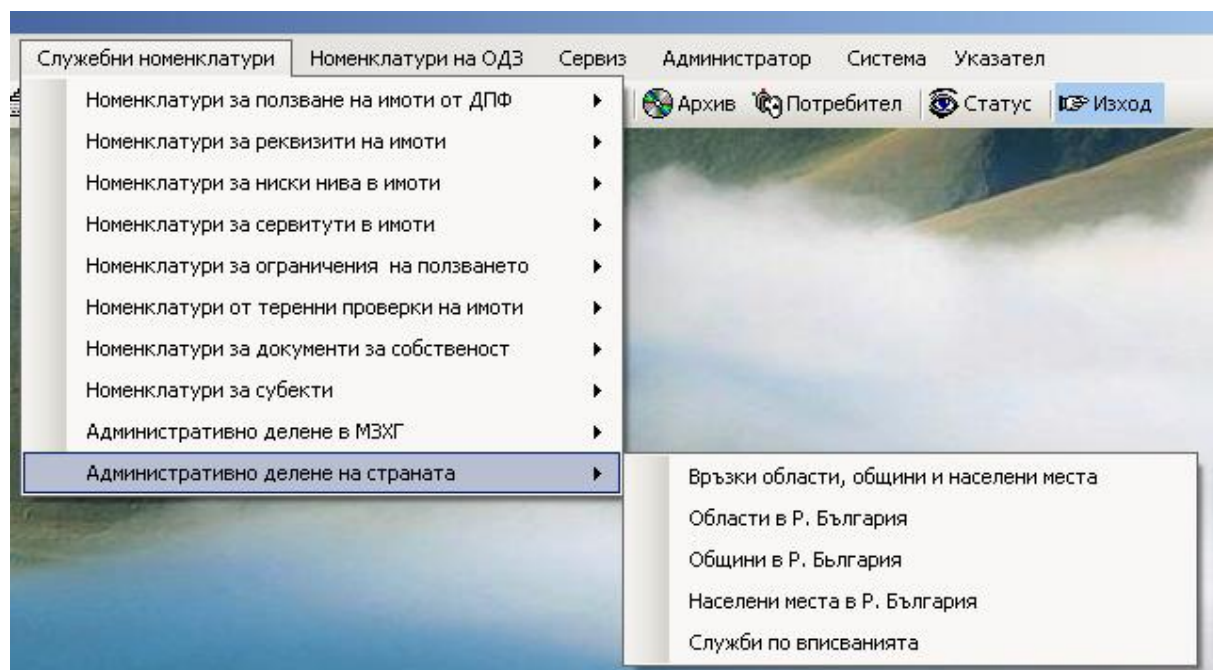 Служебни номенклатури Номенклатури на ОДЗ Сервиз Администратор Система Указател
Архив Потребител Статус Изход
Номенклатури за ползване на имоти от ДПФ
Номенклатури за реквизити на имоти
Номенклатури за ниски нива в имоти
Номенклатури за сервитути в имоти
Номенклатури за ограничения на ползването
Номенклатури от теренни проверки на имоти
Номенклатури за документи за собственост
Номенклатури за субекти
Административно делене в МЗХГ
Административно делене на страната
Връзки области, общини и населени места
Области в Р. България
Общини в Р. Бьлгария
Населени места в Р. България
Служби по вписванията